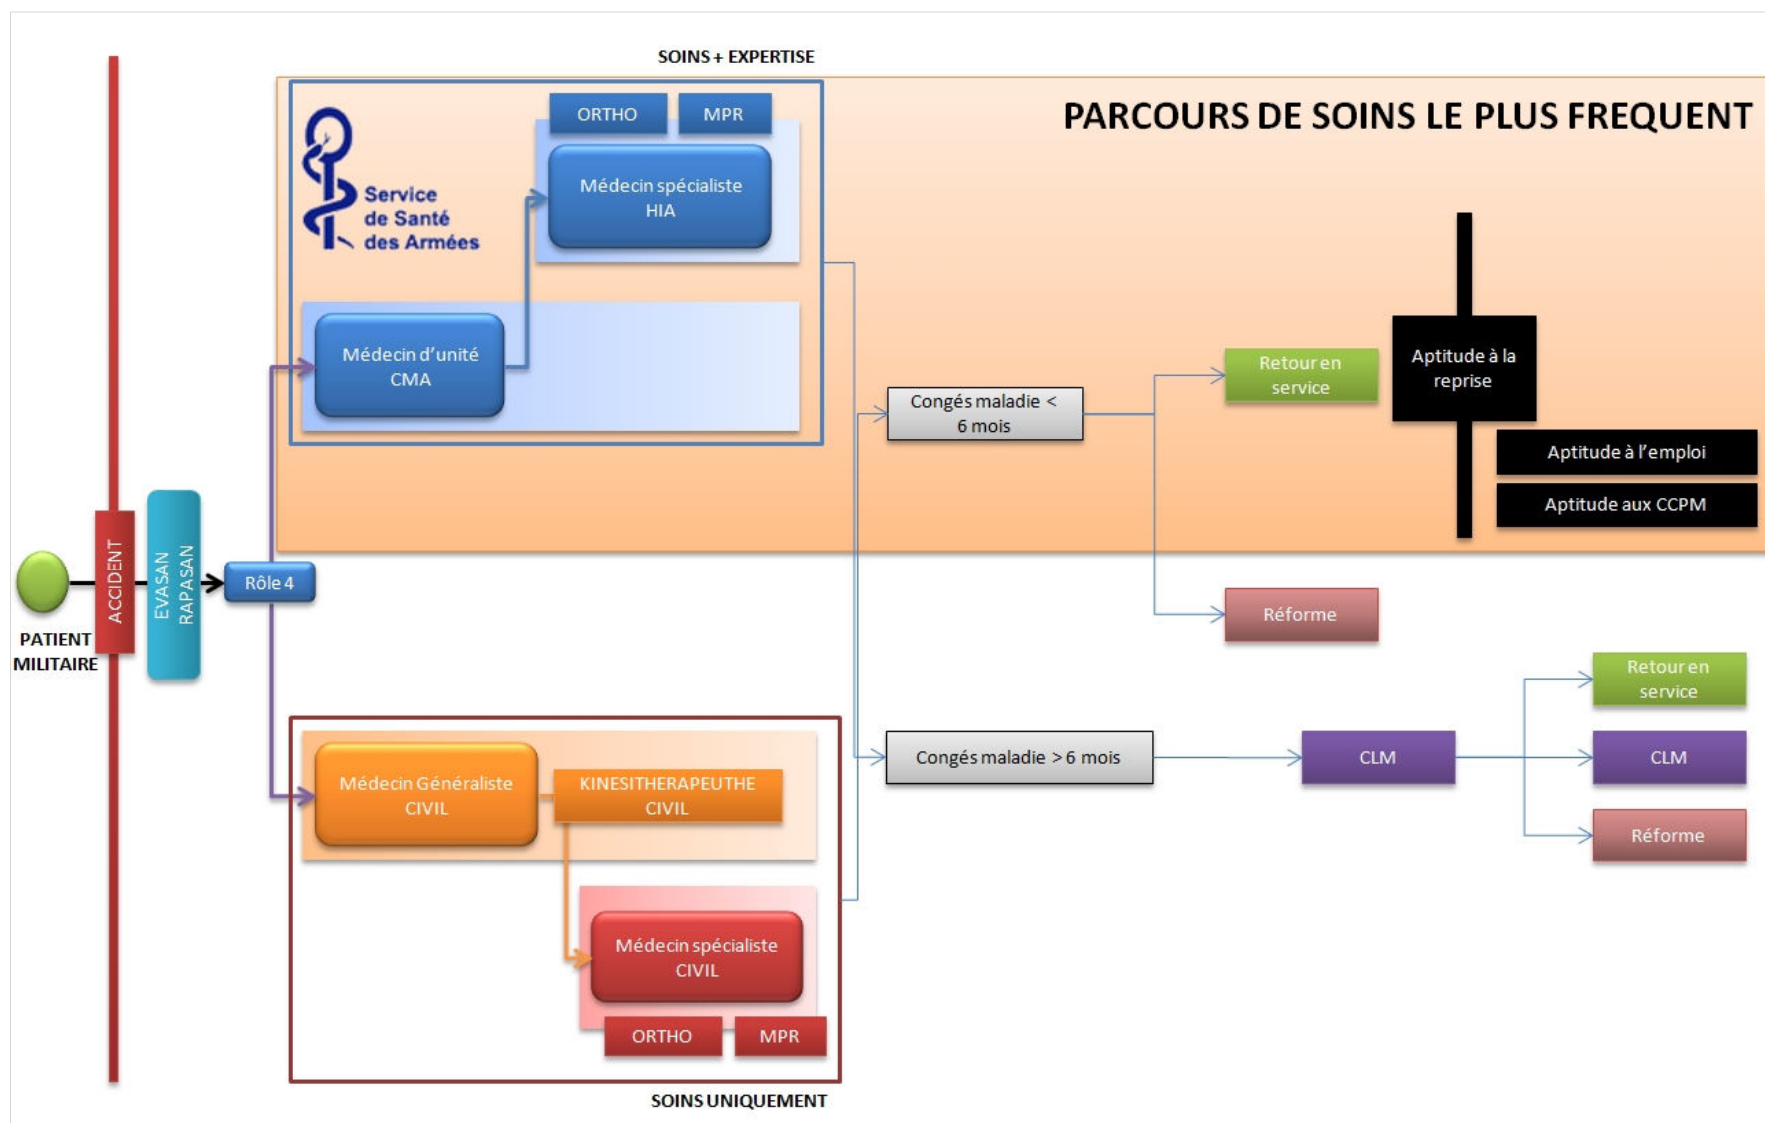 SOINS + EXPERTISE
PARCOURS DE SOINS LE PLUS FREQUENT
ORTHO
MPR
Service
de Santé
des Armées
Médecin spécialiste
HIA
Médecin d'unité
CMA
Congés maladie <
6 mois
Retour en
service
Aptitude à la
reprise
Aptitude à l'emploi
Aptitude aux CCPM
ACCIDENT
EVASAN
RAPASAN
Rôle 4
PATIENT
MILITAIRE
Réforme
Retour en
service
Congés maladie > 6 mois
CLM
CLM
Réforme
Médecin Généraliste
CIVIL
KINESITHERAPEUTHE
CIVIL
Médecin spécialiste
CIVIL
ORTHO
MPR
SOINS UNIQUEMENT